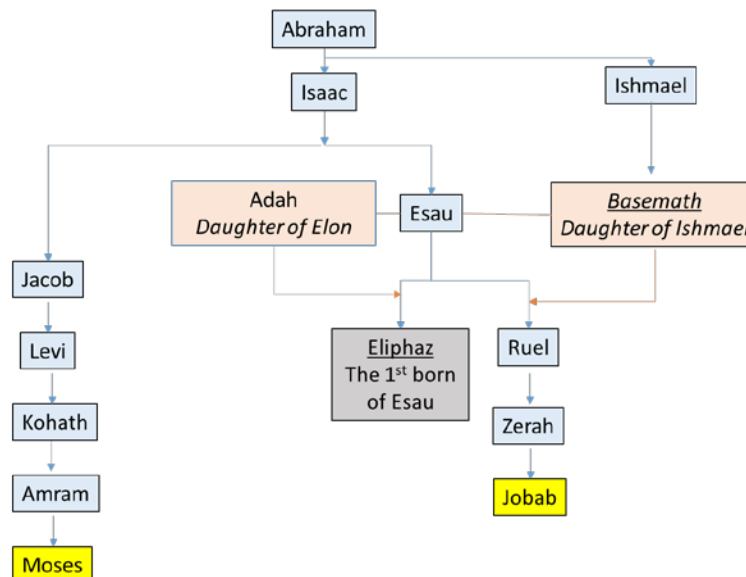 Abraham
Isaac
Ishmael
Adah
Daughter of Elon
Esau
Basemath
Daughter of Ishmael
Jacob
Levi
Kohath
Amram
Moses
Eliphaz
The 1st born
of Esau
Ruel
Zerah
Jobab